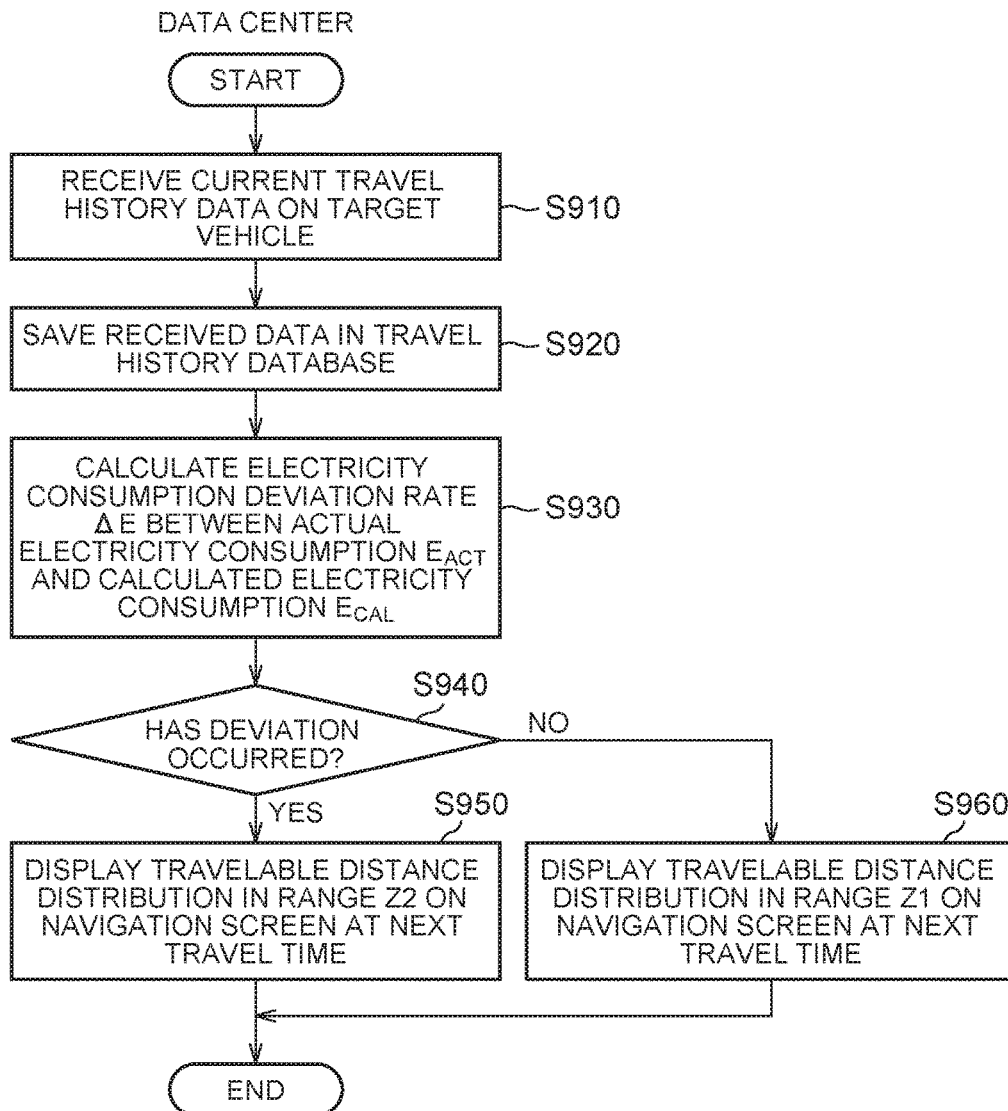 DATA CENTER
START
RECEIVE CURRENT TRAVEL
HISTORY DATA ON TARGET
VEHICLE
S910
SAVE RECEIVED DATA IN TRAVEL
HISTORY DATABASE
S920
CALCULATE ELECTRICITY
CONSUMPTION DEVIATION RATE
ΔE BETWEEN ACTUAL
ELECTRICITY CONSUMPTION EACT
AND CALCULATED ELECTRICITY
CONSUMPTION ECAL
S930
S940
HAS DEVIATION
OCCURRED?
NO
YES
S950
DISPLAY TRAVELABLE DISTANCE
DISTRIBUTION IN RANGE Z2 ON
NAVIGATION SCREEN AT NEXT
TRAVEL TIME
S960
DISPLAY TRAVELABLE DISTANCE
DISTRIBUTION IN RANGE Z1 ON
NAVIGATION SCREEN AT NEXT
TRAVEL TIME
END